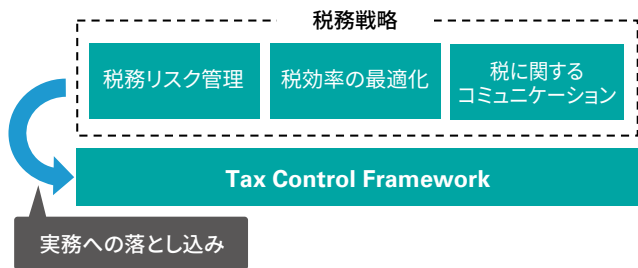 税務戦略
税務リスク管理
税効率の最適化
税に関する
コミュニケーション
Tax Control Framework
実務への落とし込み